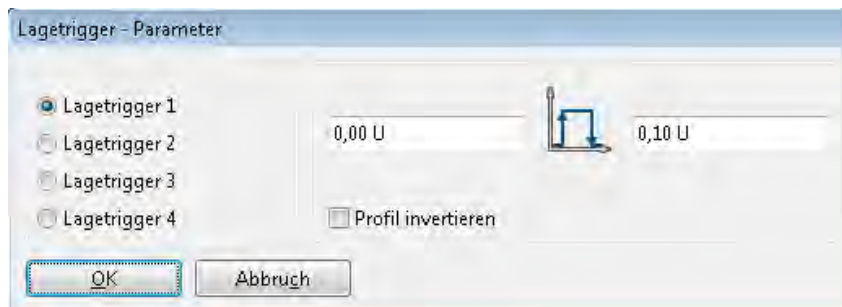 Lagetrigger - Parameter
Lagetrigger 1
Lagetrigger 2
Lagetrigger 3
Lagetrigger 4
0,00 U
0,10 U
Profil invertieren
OK
Abbruch